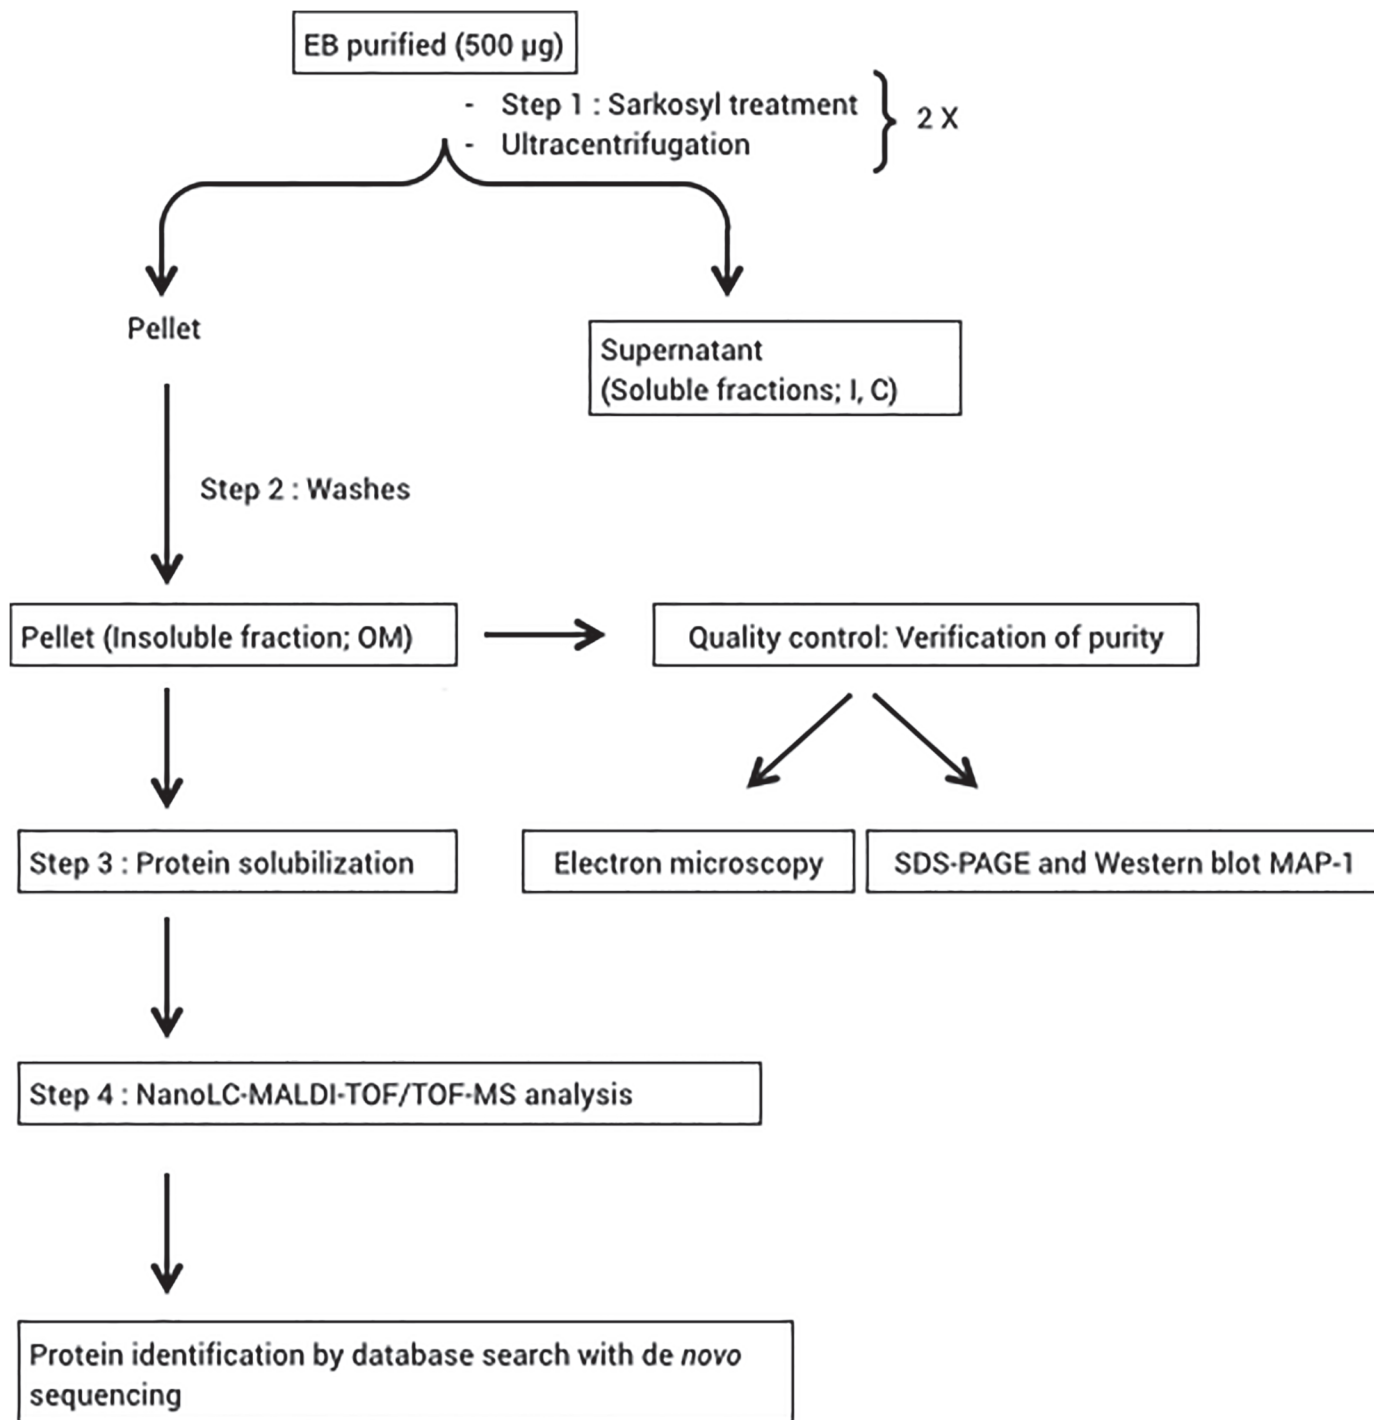 EB purified (500 µg)
- Step 1 : Sarkosyl treatment
- Ultracentrifugation
2 X
Pellet
Supernatant
(Soluble fractions; I, C)
Step 2 : Washes
Pellet (Insoluble fraction; OM)
Quality control: Verification of purity
Step 3 : Protein solubilization
Electron microscopy
SDS-PAGE and Western blot MAP-1
Step 4 : NanoLC-MALDI-TOF/TOF-MS analysis
Protein identification by database search with de novo
sequencing